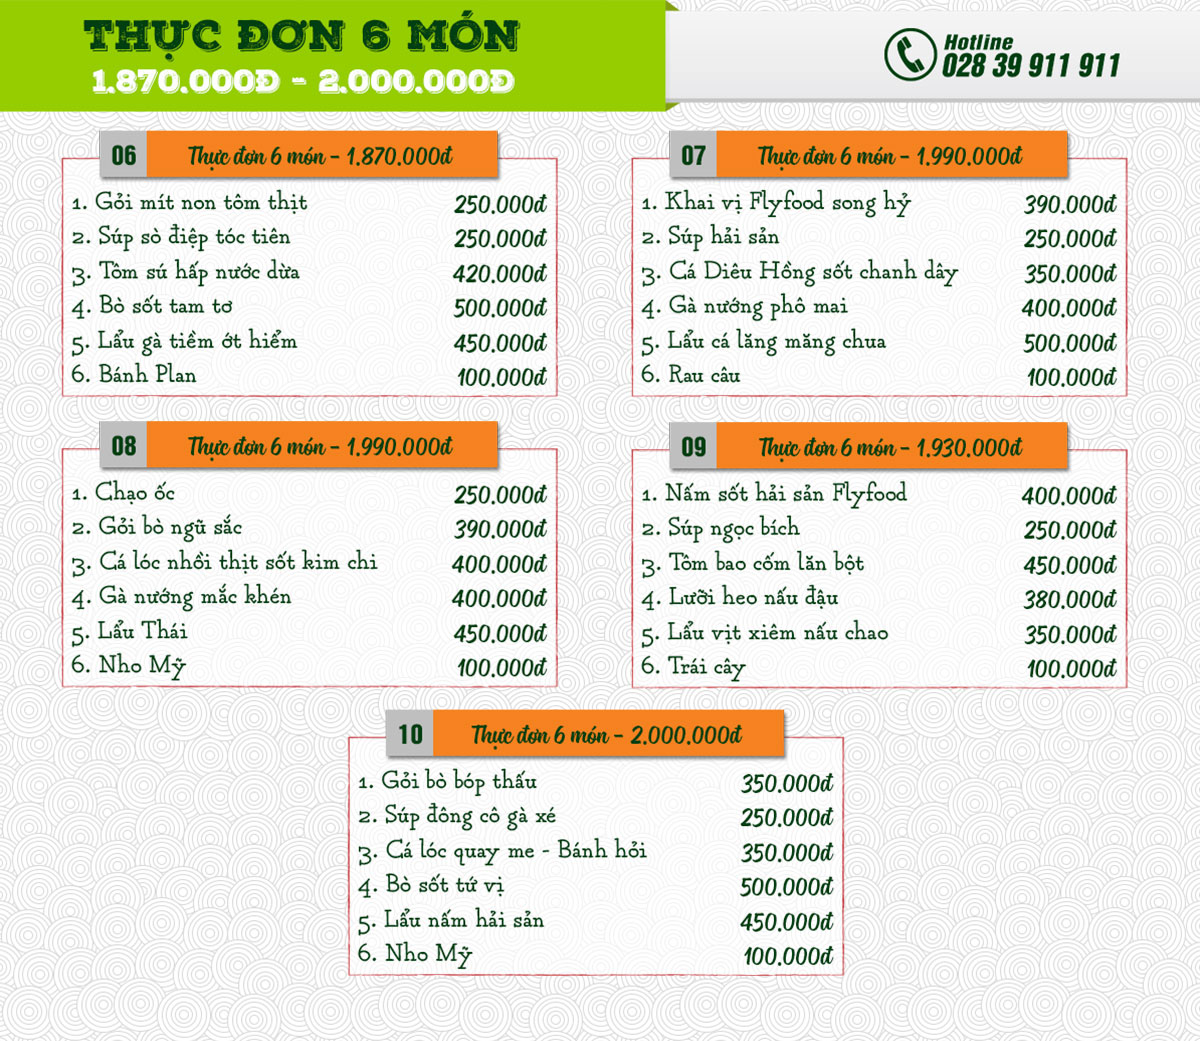 THỰC ĐƠN 6 MÓN
1.870.000Đ - 2.000.000Đ
Hotline
028 39 911 911
06 Thực đơn 6 món - 1.870.000đ
1. Gỏi mít non tôm thịt 250.000đ
2. Súp sò điệp tóc tiên 250.000đ
3. Tôm sú hấp nước dừa 420.000đ
4. Bò sốt tam tơ 500.000đ
5. Lẩu gà tiềm ớt hiểm 450.000đ
6. Bánh Plan 100.000đ
07 Thực đơn 6 món - 1.990.000đ
1. Khai vị Flyfood song hỷ 390.000đ
2. Súp hải sản 250.000đ
3. Cá Diêu Hồng sốt chanh dây 350.000đ
4. Gà nướng phô mai 400.000đ
5. Lẩu cá lăng măng chua 500.000đ
6. Rau câu 100.000đ
08 Thực đơn 6 món - 1.990.000đ
1. Chạo ốc 250.000đ
2. Gỏi bò ngũ sắc 390.000đ
3. Cá lóc nhồi thịt sốt kim chi 400.000đ
4. Gà nướng mắc khén 400.000đ
5. Lẩu Thái 450.000đ
6. Nho Mỹ 100.000đ
09 Thực đơn 6 món - 1.930.000đ
1. Nấm sốt hải sản Flyfood 400.000đ
2. Súp ngọc bích 250.000đ
3. Tôm bao cốm lăn bột 450.000đ
4. Lưỡi heo nấu đậu 380.000đ
5. Lẩu vịt xiêm nấu chao 350.000đ
6. Trái cây 100.000đ
10 Thực đơn 6 món - 2.000.000đ
1. Gỏi bò bóp thấu 350.000đ
2. Súp đông cô gà xé 250.000đ
3. Cá lóc quay me - Bánh hỏi 350.000đ
4. Bò sốt tứ vị 500.000đ
5. Lẩu nấm hải sản 450.000đ
6. Nho Mỹ 100.000đ